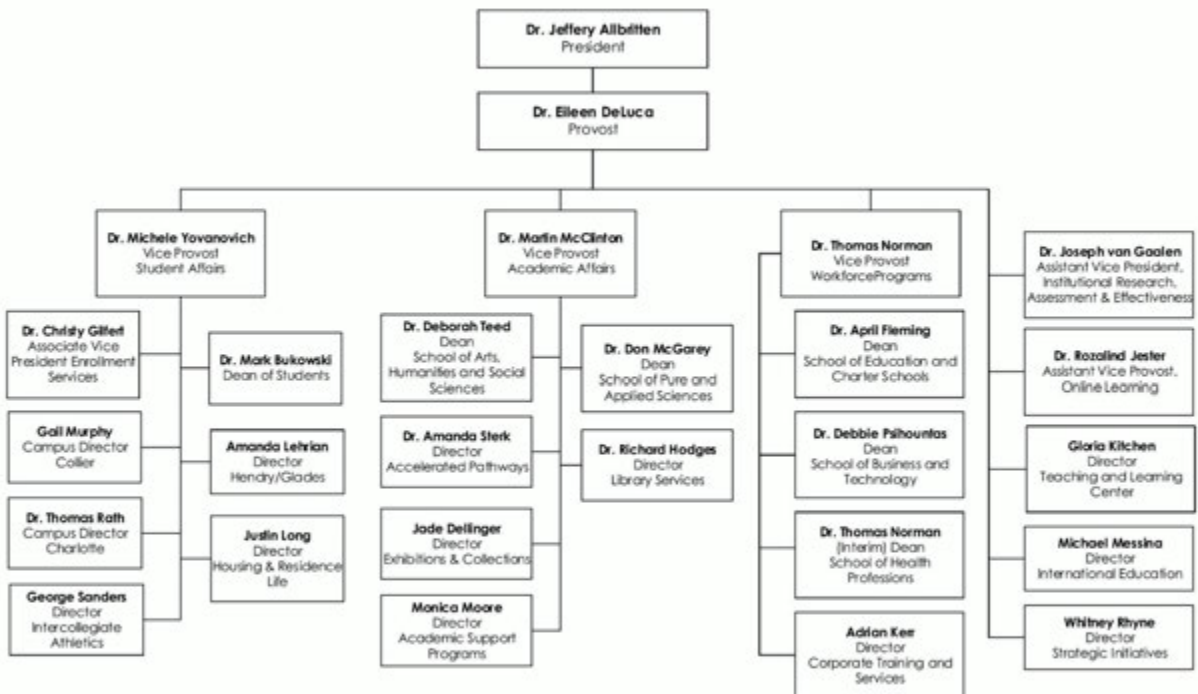 Dr. Jeffery Allbritten
President
Dr. Eileen DeLuca
Provost
Dr. Michele Yovanovich
Vice Provost
Student Affairs
Dr. Christy Gilfert
Associate Vice
President Enrollment
Services
Dr. Mark Bukowski
Dean of Students
Gail Murphy
Campus Director
Collier
Amanda Lehrian
Director
Hendry/Glades
Dr. Thomas Rath
Campus Director
Charlotte
Justin Long
Director
Housing & Residence
Life
George Sanders
Director
Intercollegiate
Athletics
Dr. Martin McClinton
Vice Provost
Academic Affairs
Dr. Deborah Teed
Dean
School of Arts,
Humanities and Social
Sciences
Dr. Don McGarey
Dean
School of Pure and
Applied Sciences
Dr. Amanda Sterk
Director
Accelerated Pathways
Dr. Richard Hodges
Director
Library Services
Jade Dellinger
Director
Exhibitions & Collections
Monica Moore
Director
Academic Support
Programs
Dr. Thomas Norman
Vice Provost
WorkforcePrograms
Dr. April Fleming
Dean
School of Education and
Charter Schools
Dr. Debbie Psihountas
Dean
School of Business and
Technology
Dr. Thomas Norman
(Interim) Dean
School of Health
Professions
Adrian Kerr
Director
Corporate Training and
Services
Dr. Joseph van Gaalen
Assistant Vice President,
Institutional Research,
Assessment & Effectiveness
Dr. Rozalind Jester
Assistant Vice Provost,
Online Learning
Gloria Kitchen
Director
Teaching and Learning
Center
Michael Messina
Director
International Education
Whitney Rhyne
Director
Strategic Initiatives